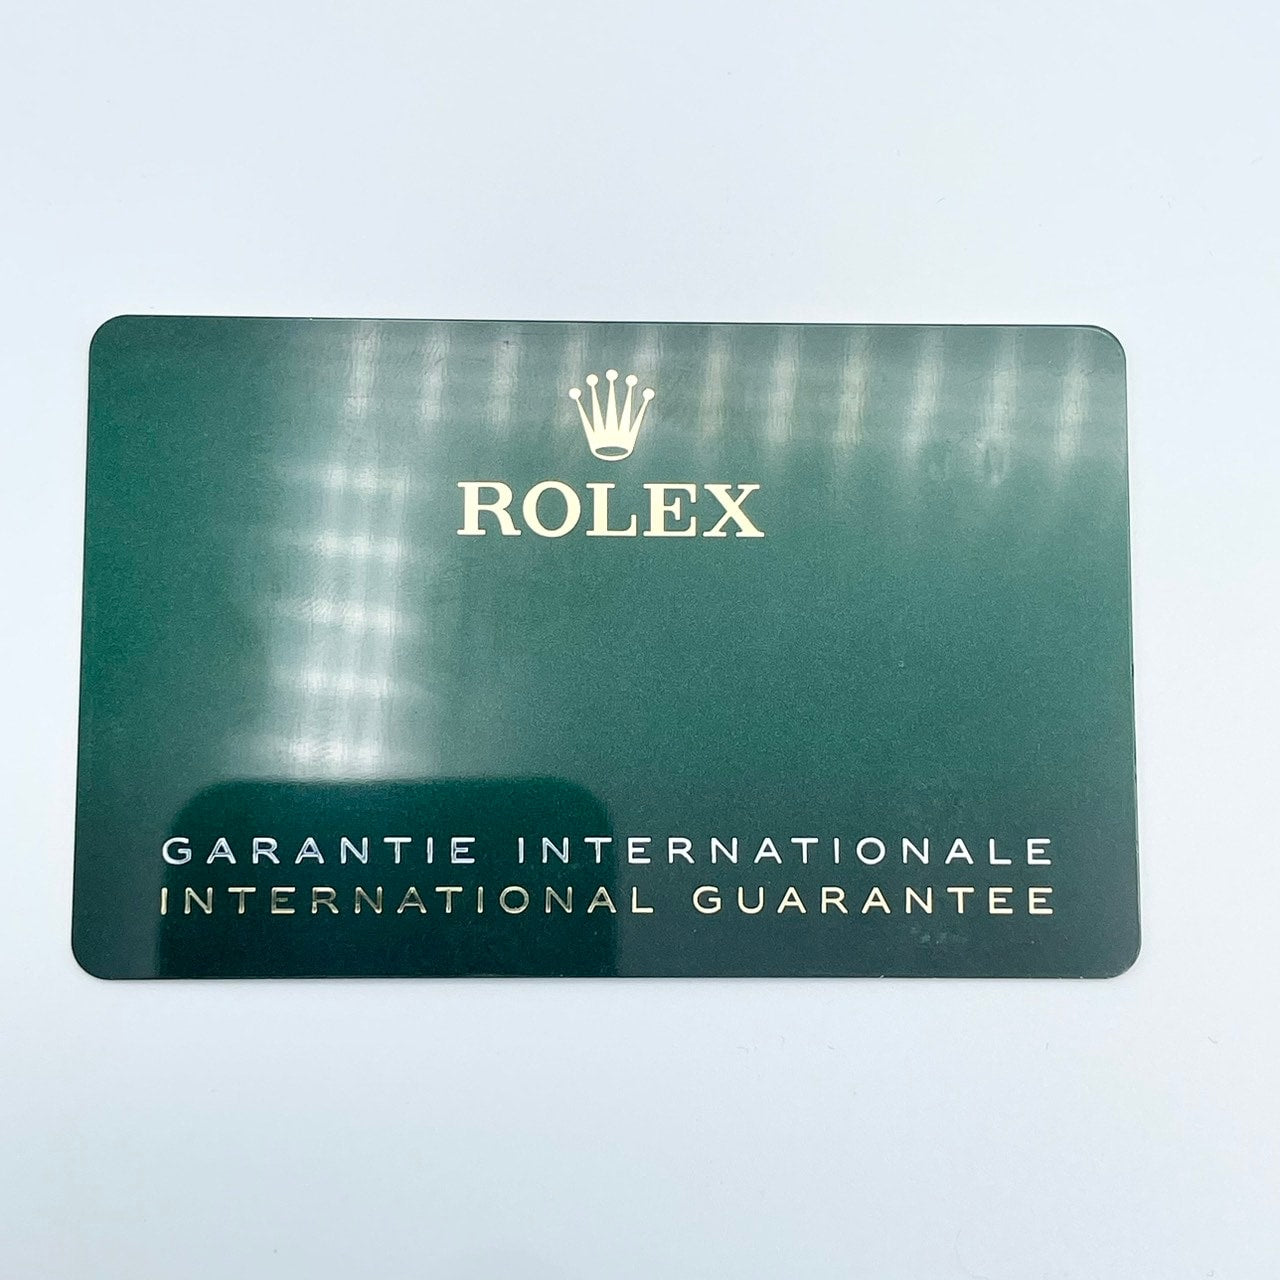 ROLEX
GARANTIE INTERNATIONALE
INTERNATIONAL GUARANTEE